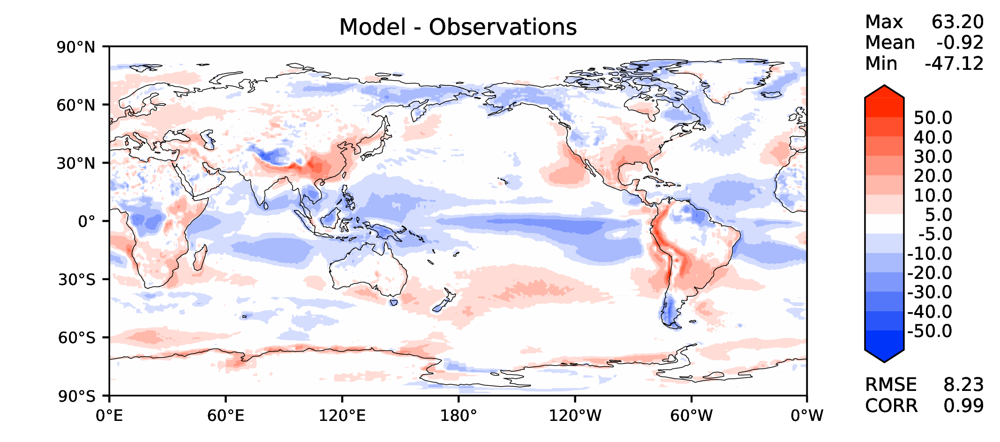 Model - Observations
Max 63.20
Mean -0.92
Min -47.12
90°N
60°N
30°N
0°
30°S
60°S
90°S
0°E 60°E 120°E 180° 120°W 60°W 0°W
50.0
40.0
30.0
20.0
10.0
5.0
-5.0
-10.0
-20.0
-30.0
-40.0
-50.0
RMSE 8.23
CORR 0.99